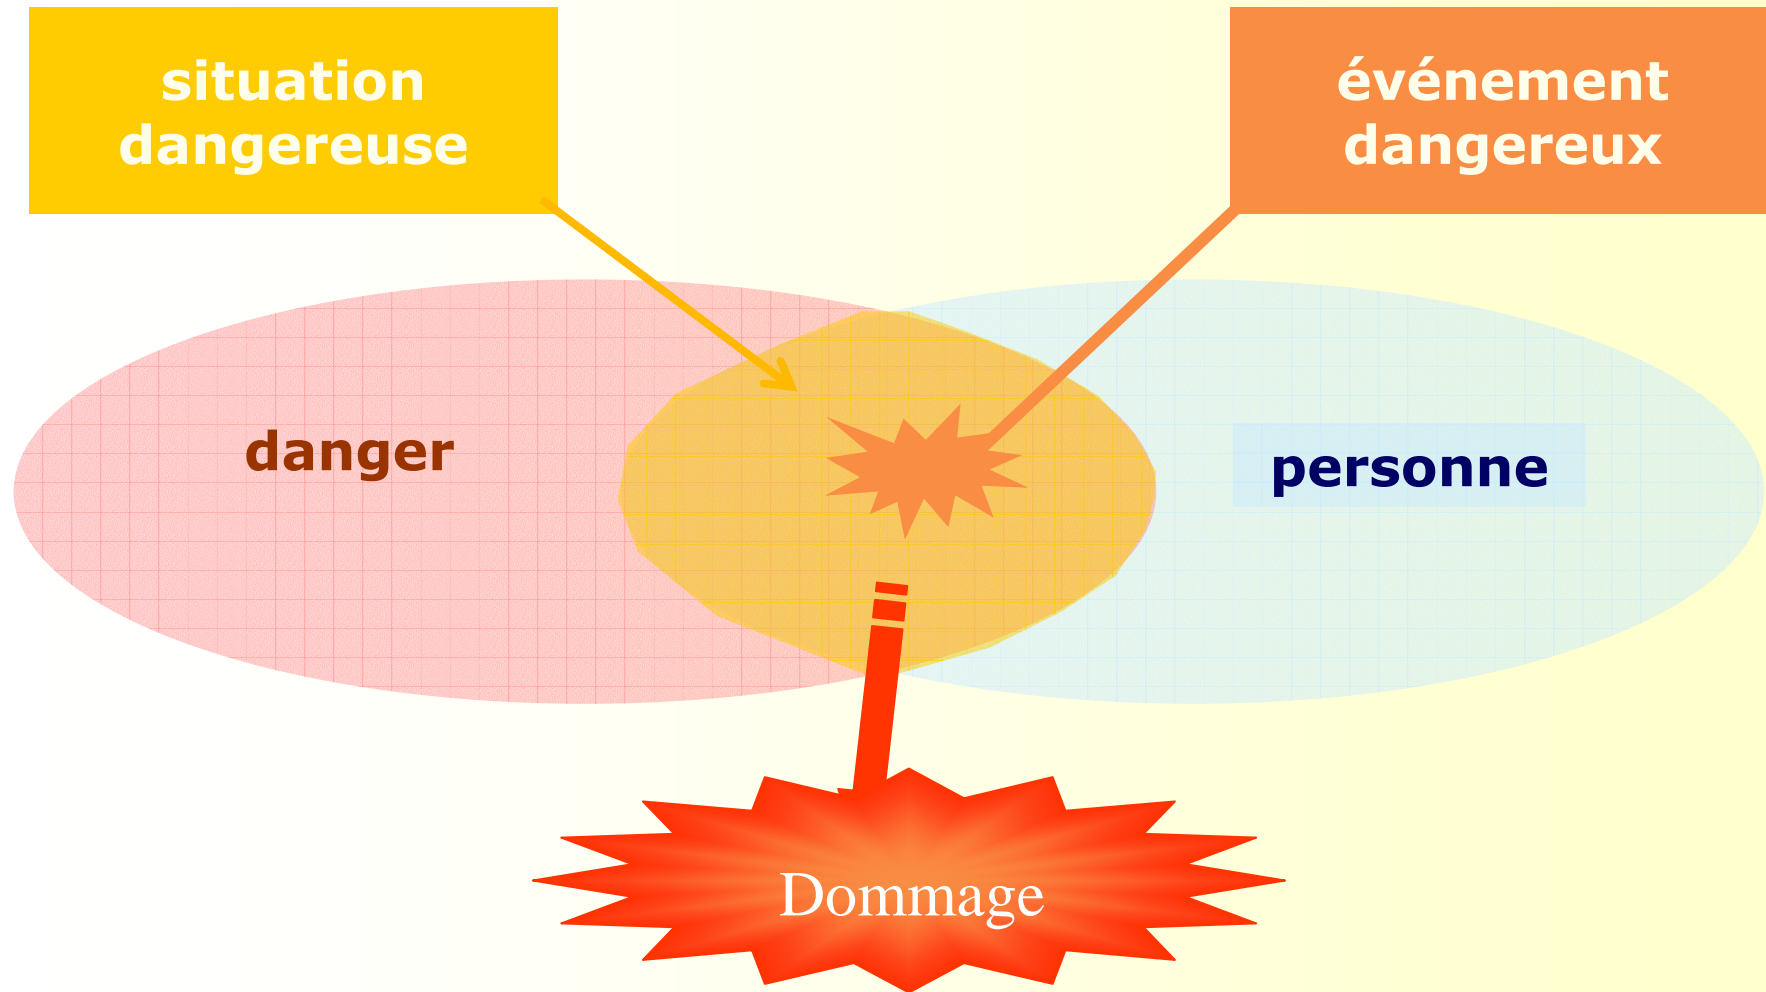 situation
dangereuse
événement
dangereux
danger
personne
Dommage